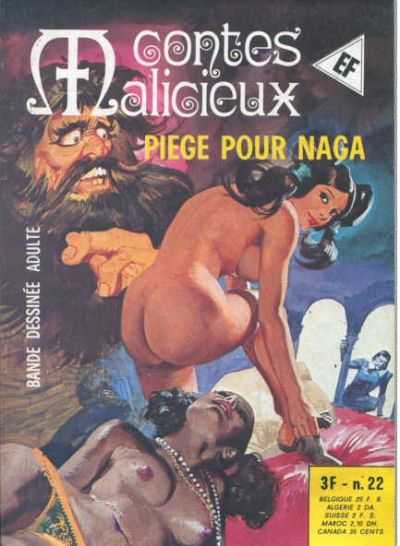 contes
Malicieux
EF
PIEGE POUR NAGA
BANDE DESSINÉE ADULTE
3F - n. 22
BELGIQUE 25 F. B.
ALGERIE 2 DA.
SUISSE 2 F. S.
MAROC 2,10 DH.
CANADA 35 CENTS